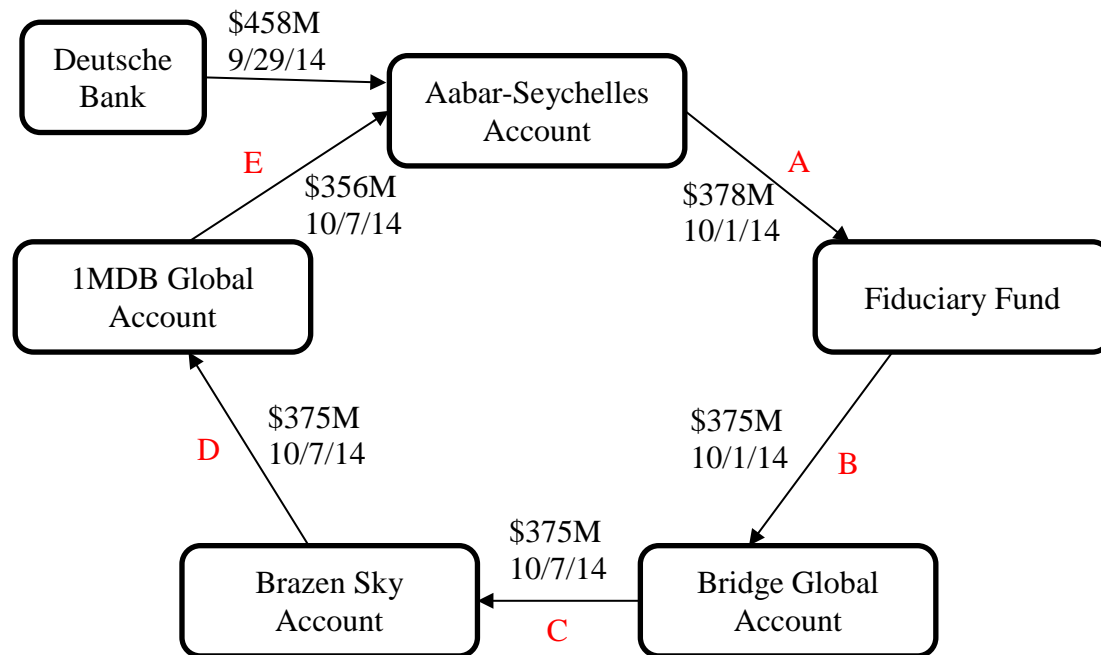 $458M
9/29/14
Deutsche
Bank
Aabar-Seychelles
Account
E
A
$356M
10/7/14
$378M
10/1/14
1MDB Global
Account
Fiduciary Fund
$375M
10/7/14
D
$375M
10/1/14
B
$375M
10/7/14
Brazen Sky
Account
C
Bridge Global
Account